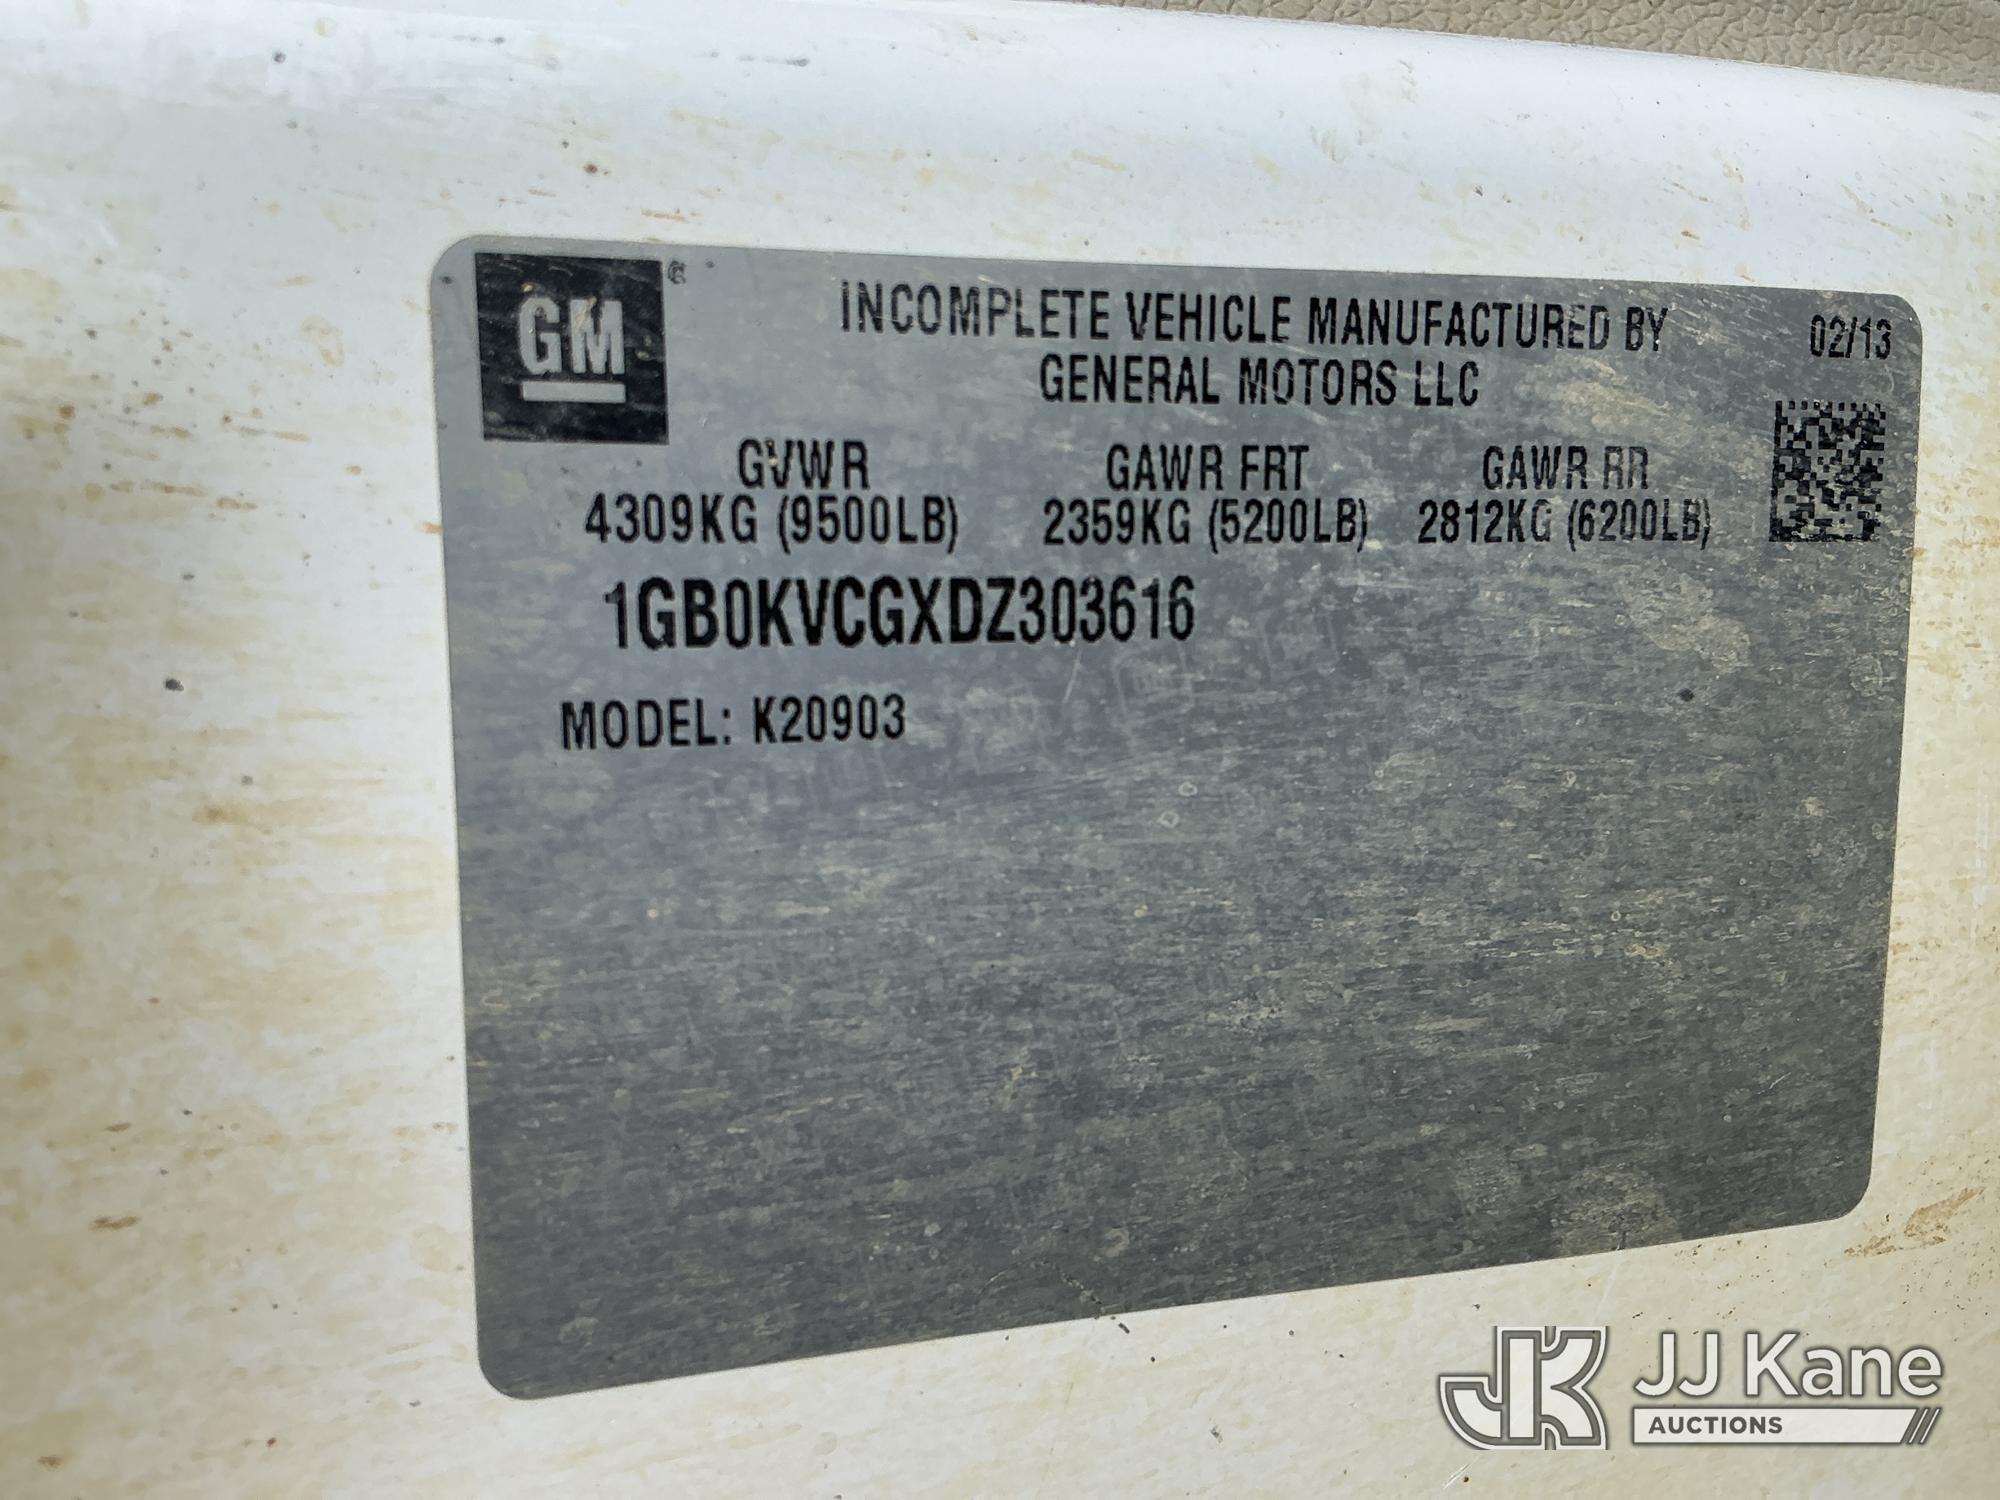 GM ®
INCOMPLETE VEHICLE MANUFACTURED BY
GENERAL MOTORS LLC
02/13
GVWR GAWR FRT GAWR RR
4309KG (9500LB) 2359KG (5200LB) 2812KG (6200LB)
1GB0KVCGXDZ303616
MODEL: K20903
JK JJ Kane
AUCTIONS